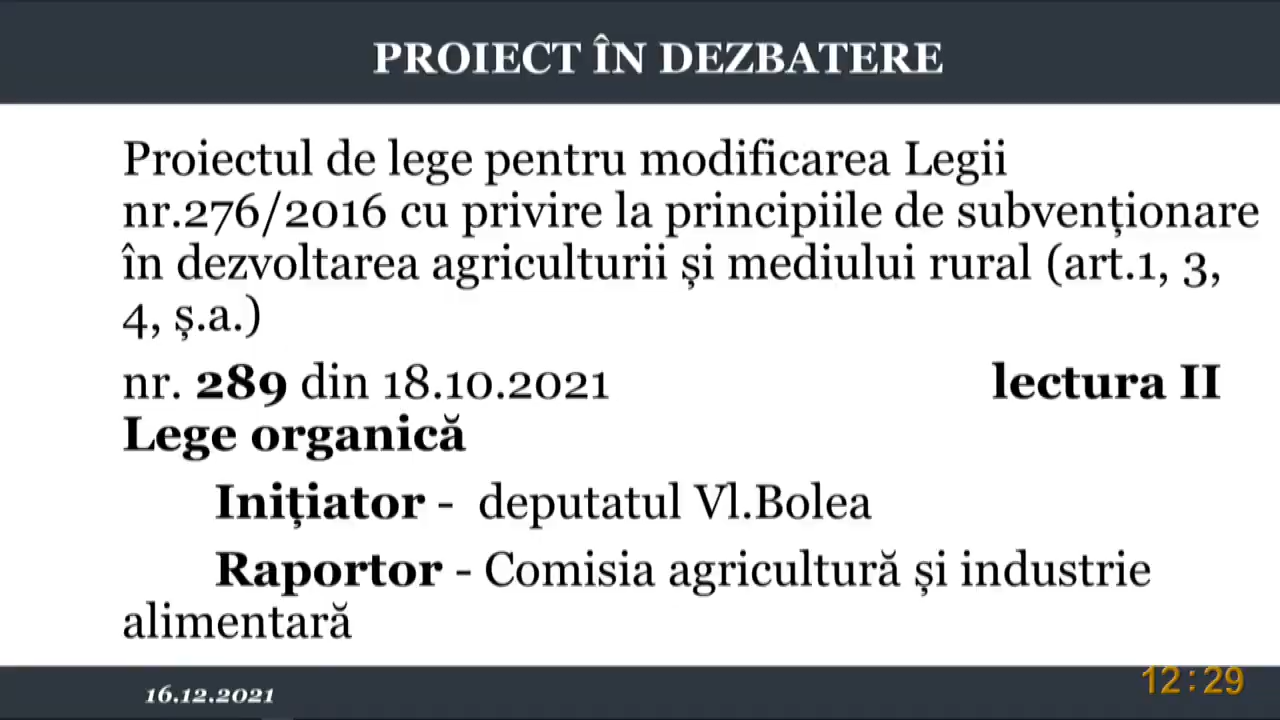 PROIECT ÎN DEZBATERE
Proiectul de lege pentru modificarea Legii
nr.276/2016 cu privire la principiile de subvenționare
în dezvoltarea agriculturii și mediului rural (art.1, 3,
4, ș.a.)
nr. 289 din 18.10.2021 lectura II
Lege organică
Inițiator - deputatul Vl.Bolea
Raportor - Comisia agricultură și industrie
alimentară
16.12.2021
12:29